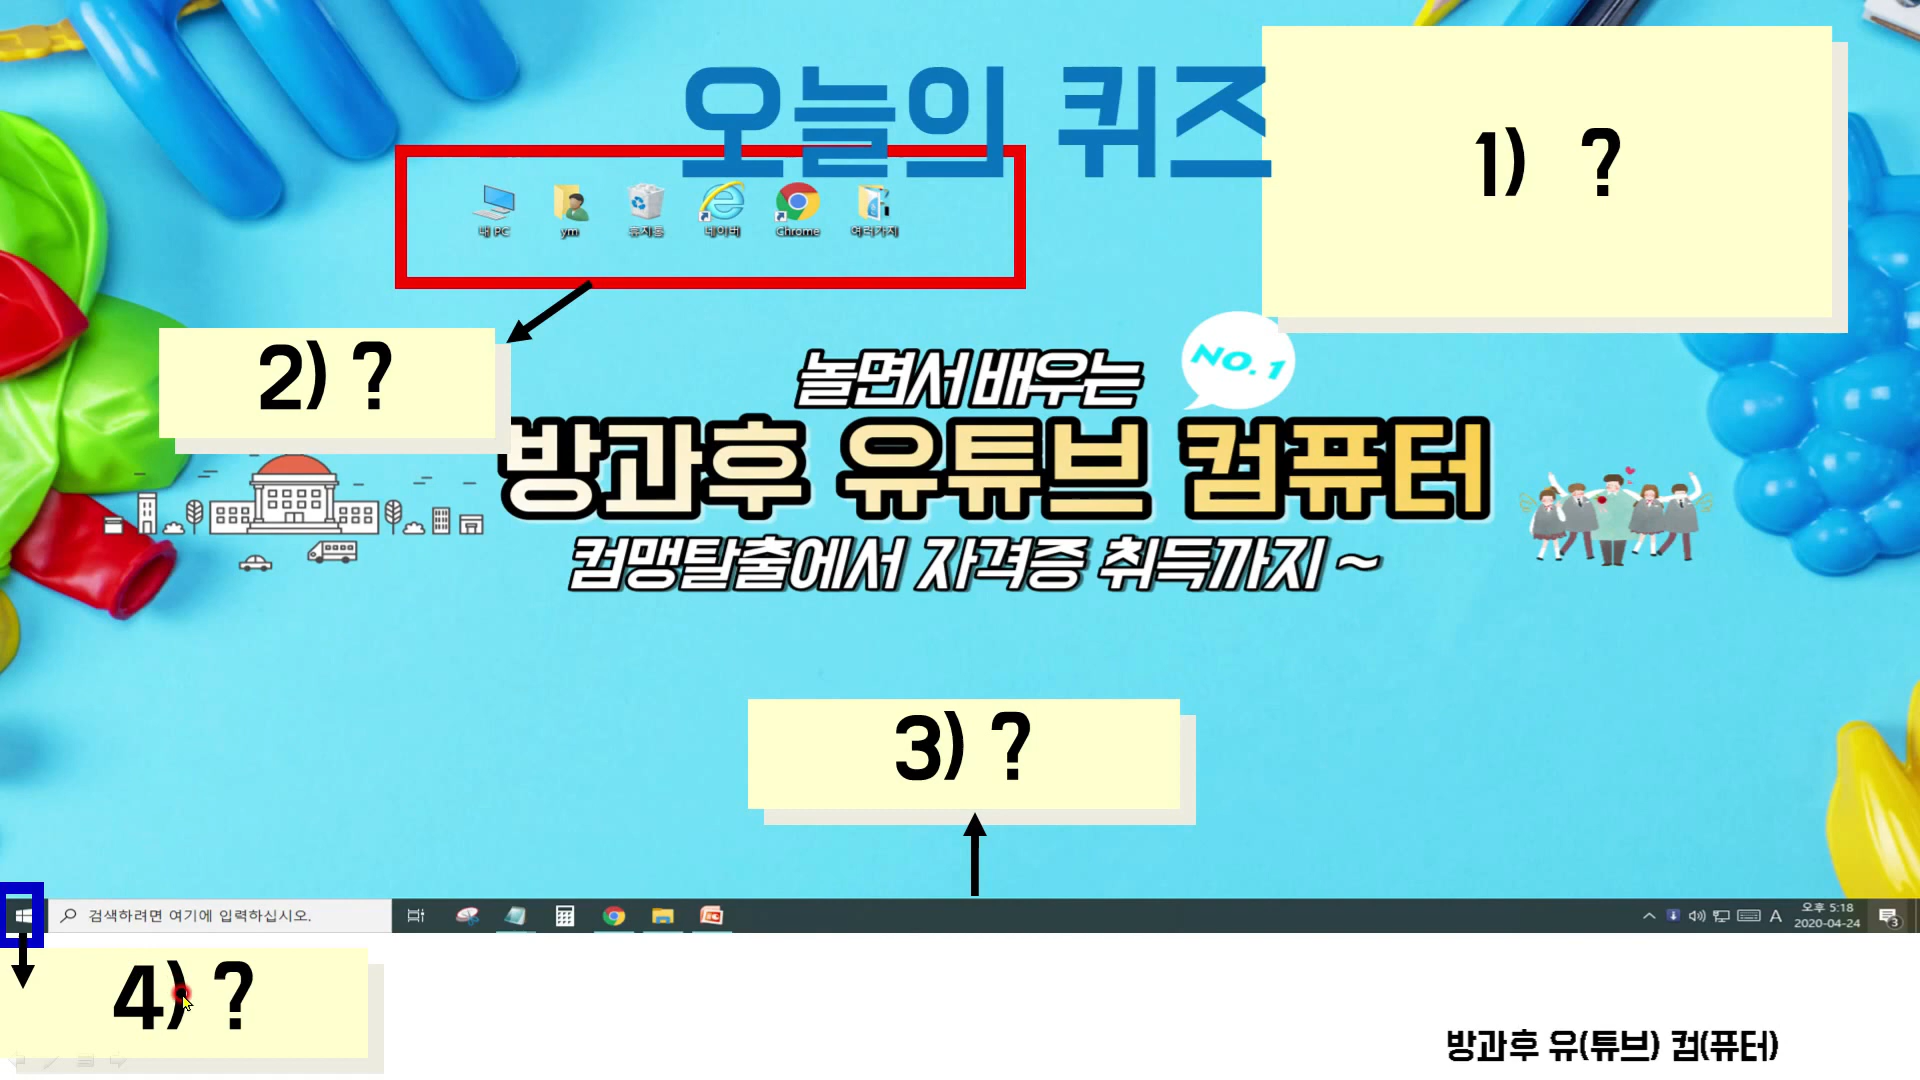 오늘의 퀴즈
1) ?
내 PC
ym
휴지통
네이버
Chrome
여러가지
2) ?
NO. 1
놀면서 배우는
방과후 유튜브 컴퓨터
컴맹탈출에서 자격증 취득까지 ~
3) ?
검색하려면 여기에 입력하십시오.
A
오후 5:18
2020-04-24
3
4) ?
방과후 유(튜브) 컴(퓨터)